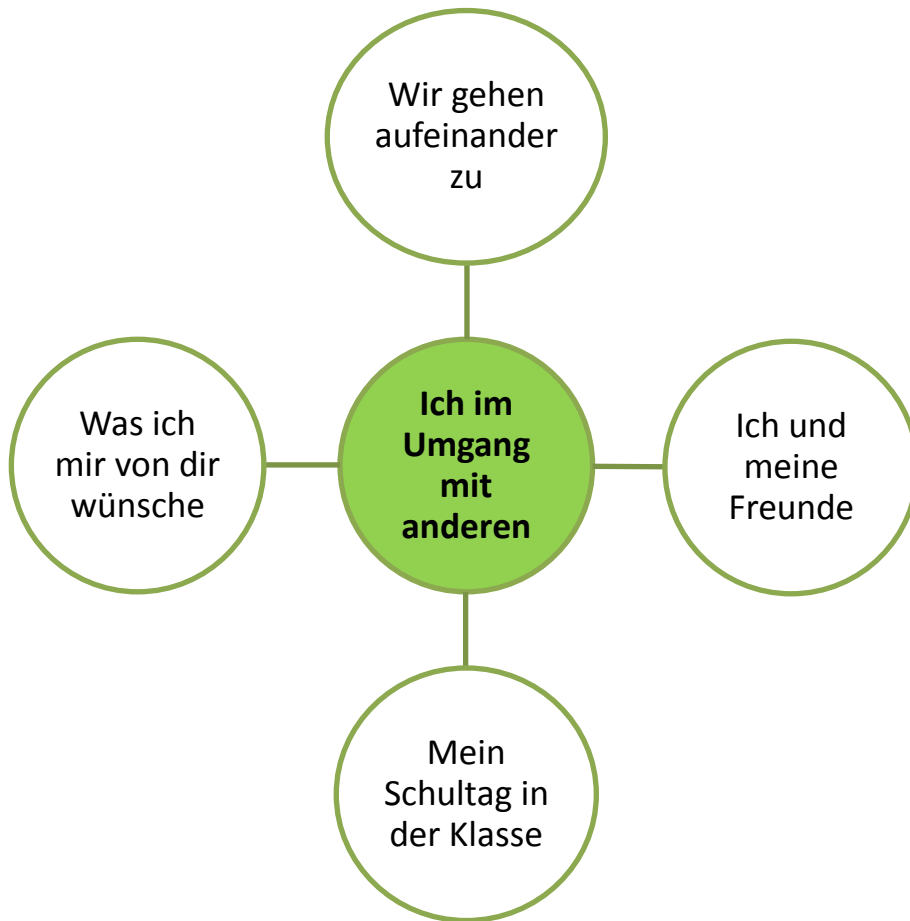 Wir gehen
aufeinander
zu
Was ich
mir von dir
wünsche
Ich im
Umgang
mit
anderen
Ich und
meine
Freunde
Mein
Schultag in
der Klasse